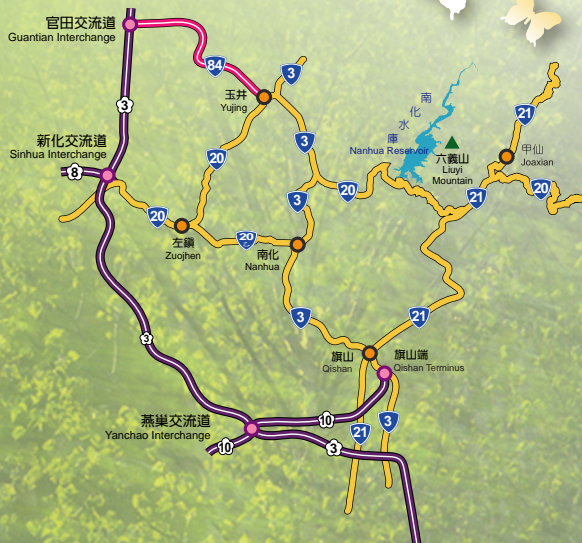 官田交流道
Guantian Interchange
84
3
玉井
Yujing
3
3
新化交流道
Sinhua Interchange
8
20
20
左鎮
Zuojhen
20
南化
Nanhua
3
20
南化水庫
Nanhua Reservoir
六義山
Liuyi
Mountain
21
甲仙
Joaxian
21
20
3
3
21
旗山
Qishan
旗山端
Qishan Terminus
燕巢交流道
Yanchao Interchange
10
10
3
21
3